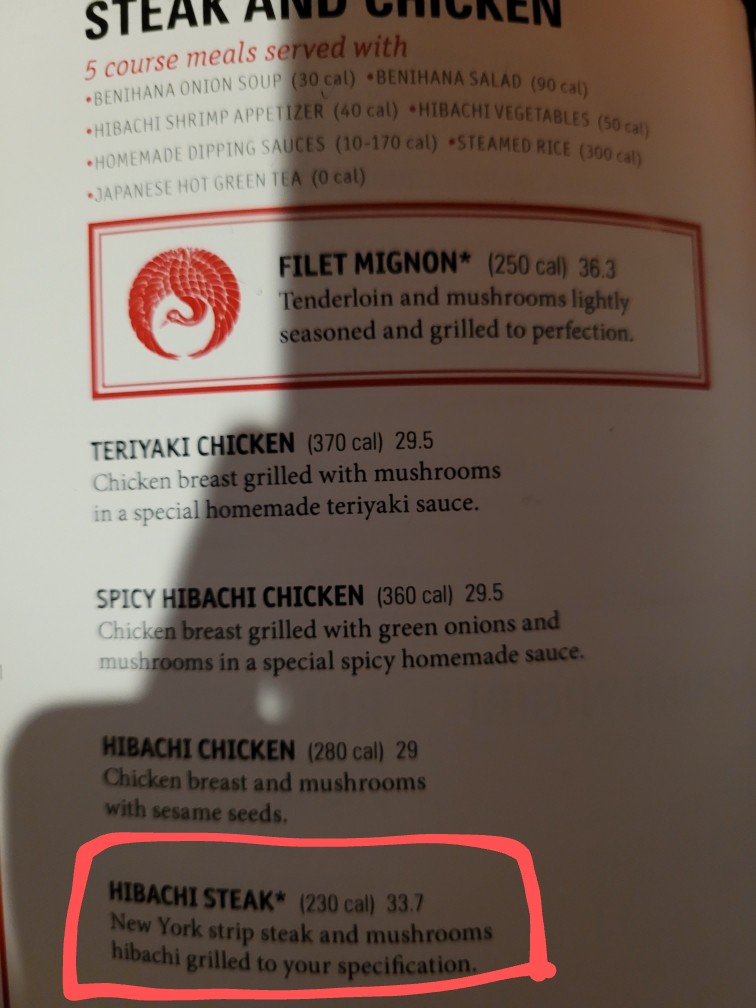 STEAK AND CHICKEN
5 course meals served with
•BENIHANA ONION SOUP (30 cal) •BENIHANA SALAD (90 cal)
•HIBACHI SHRIMP APPETIZER (40 cal) •HIBACHI VEGETABLES (50 cal)
•HOMEMADE DIPPING SAUCES (10-170 cal) •STEAMED RICE (300 cal)
•JAPANESE HOT GREEN TEA (0 cal)
FILET MIGNON* (250 cal) 36.3
Tenderloin and mushrooms lightly
seasoned and grilled to perfection.
TERIYAKI CHICKEN (370 cal) 29.5
Chicken breast grilled with mushrooms
in a special homemade teriyaki sauce.
SPICY HIBACHI CHICKEN (360 cal) 29.5
Chicken breast grilled with green onions and
mushrooms in a special spicy homemade sauce.
HIBACHI CHICKEN (280 cal) 29
Chicken breast and mushrooms
with sesame seeds.
HIBACHI STEAK* (230 cal) 33.7
New York strip steak and mushrooms
hibachi grilled to your specification.